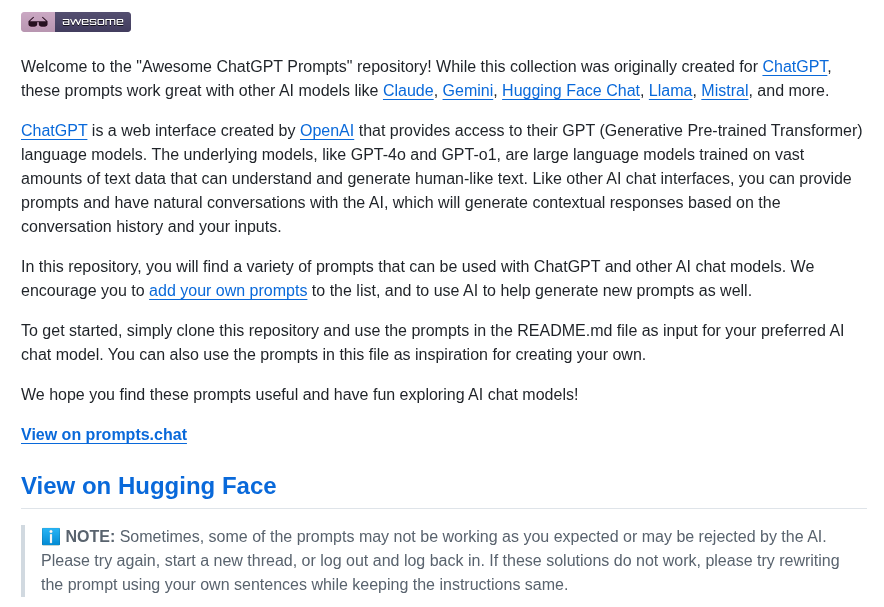 awesome
Welcome to the "Awesome ChatGPT Prompts" repository! While this collection was originally created for ChatGPT,
these prompts work great with other AI models like Claude, Gemini, Hugging Face Chat, Llama, Mistral, and more.
ChatGPT is a web interface created by OpenAI that provides access to their GPT (Generative Pre-trained Transformer)
language models. The underlying models, like GPT-4o and GPT-o1, are large language models trained on vast
amounts of text data that can understand and generate human-like text. Like other AI chat interfaces, you can provide
prompts and have natural conversations with the AI, which will generate contextual responses based on the
conversation history and your inputs.
In this repository, you will find a variety of prompts that can be used with ChatGPT and other AI chat models. We
encourage you to add your own prompts to the list, and to use AI to help generate new prompts as well.
To get started, simply clone this repository and use the prompts in the README.md file as input for your preferred AI
chat model. You can also use the prompts in this file as inspiration for creating your own.
We hope you find these prompts useful and have fun exploring AI chat models!
View on prompts.chat
View on Hugging Face
ℹ️ NOTE: Sometimes, some of the prompts may not be working as you expected or may be rejected by the AI.
Please try again, start a new thread, or log out and log back in. If these solutions do not work, please try rewriting
the prompt using your own sentences while keeping the instructions same.